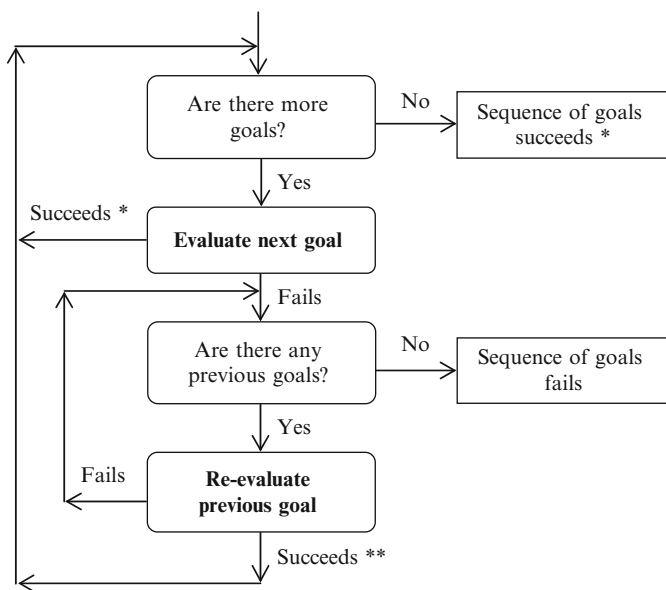 Are there more
goals?
No
Sequence of goals
succeeds *
Yes
Succeeds *
Evaluate next goal
Fails
Are there any
previous goals?
No
Sequence of goals
fails
Yes
Fails
Re-evaluate
previous goal
Succeeds **